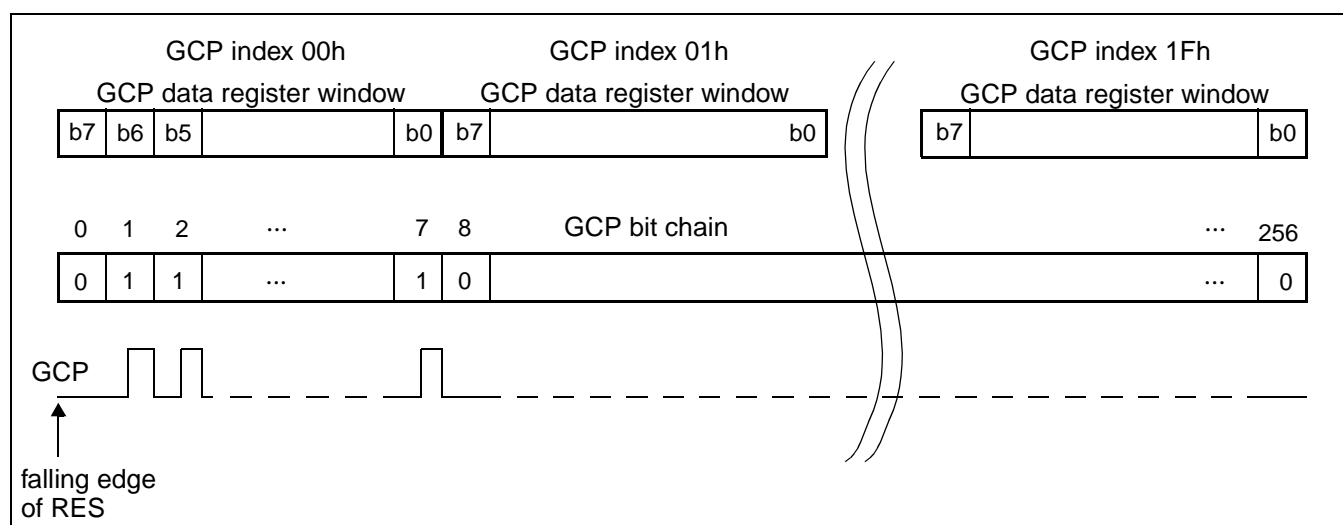 GCP index 00h GCP index 01h GCP index 1Fh
GCP data register window GCP data register window GCP data register window
b7 b6 b5 b0 b7 b0 b7 b0
0 1 2 ... 7 8 GCP bit chain ... 256
0 1 1 ... 1 0 ... 0
GCP
falling edge
of RES